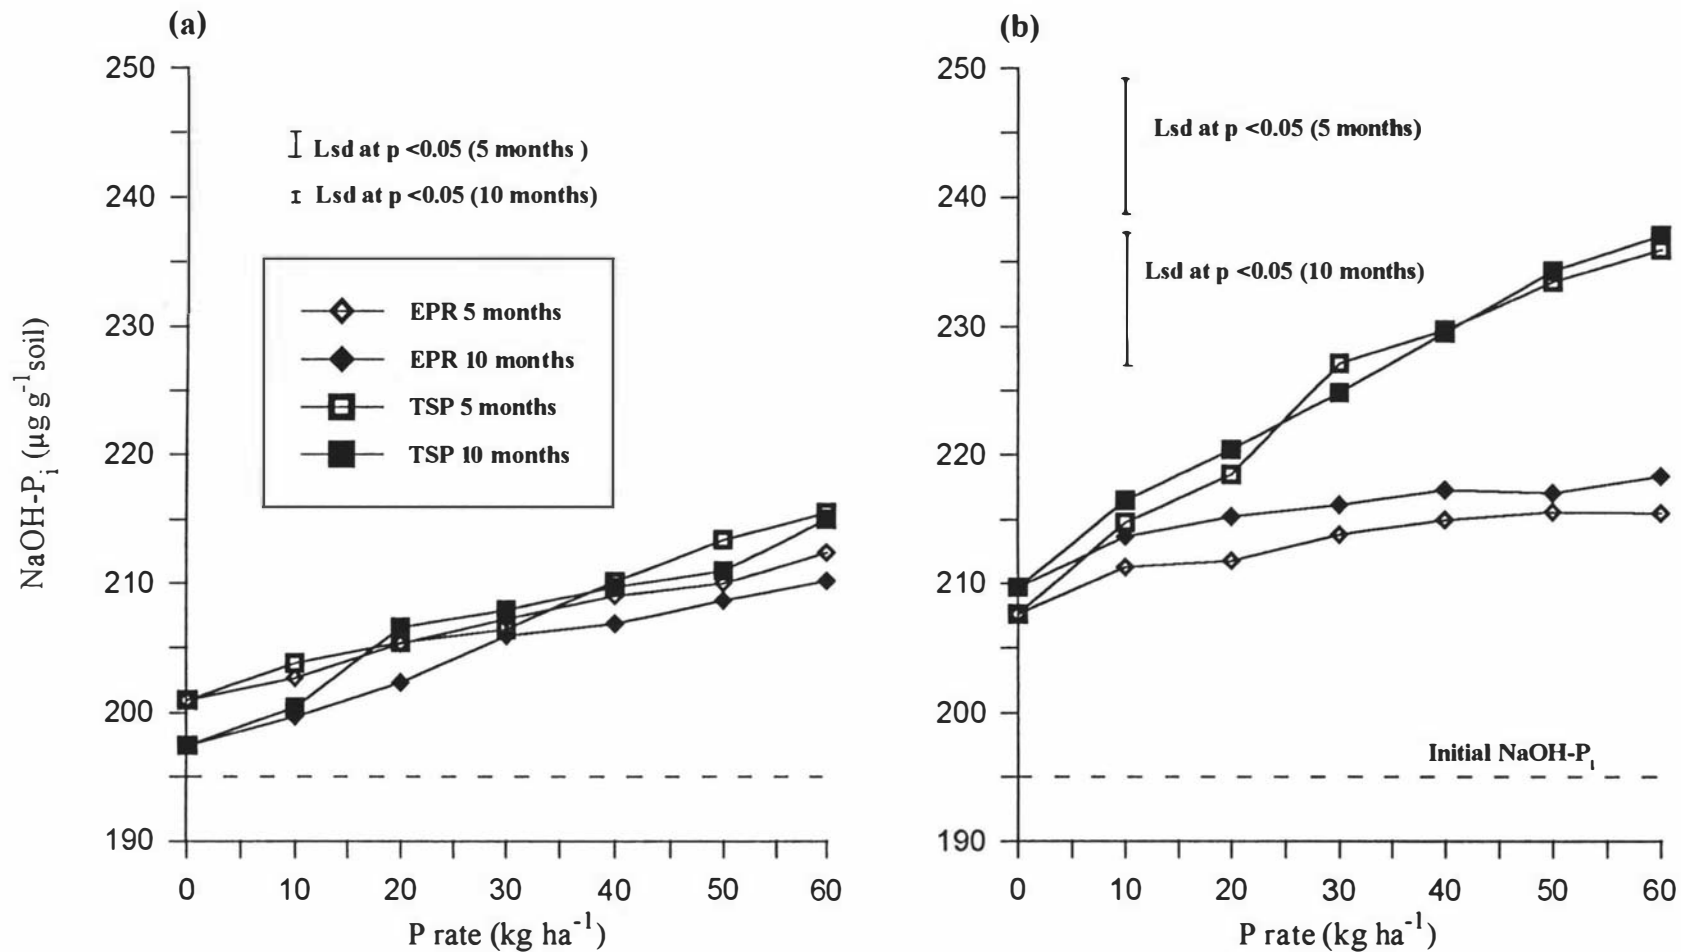 (a)
250
240
230
220
210
200
190
Lsd at p <0.05 (5 months )
Lsd at p <0.05 (10 months)
EPR 5 months
EPR 10 months
TSP 5 months
TSP 10 months
NaOH-Pi (µg g-1 soil)
0 10 20 30 40 50 60
P rate (kg ha-1)
(b)
250
240
230
220
210
200
190
Lsd at p <0.05 (5 months)
Lsd at p <0.05 (10 months)
Initial NaOH-Pi
0 10 20 30 40 50 60
P rate (kg ha-1)